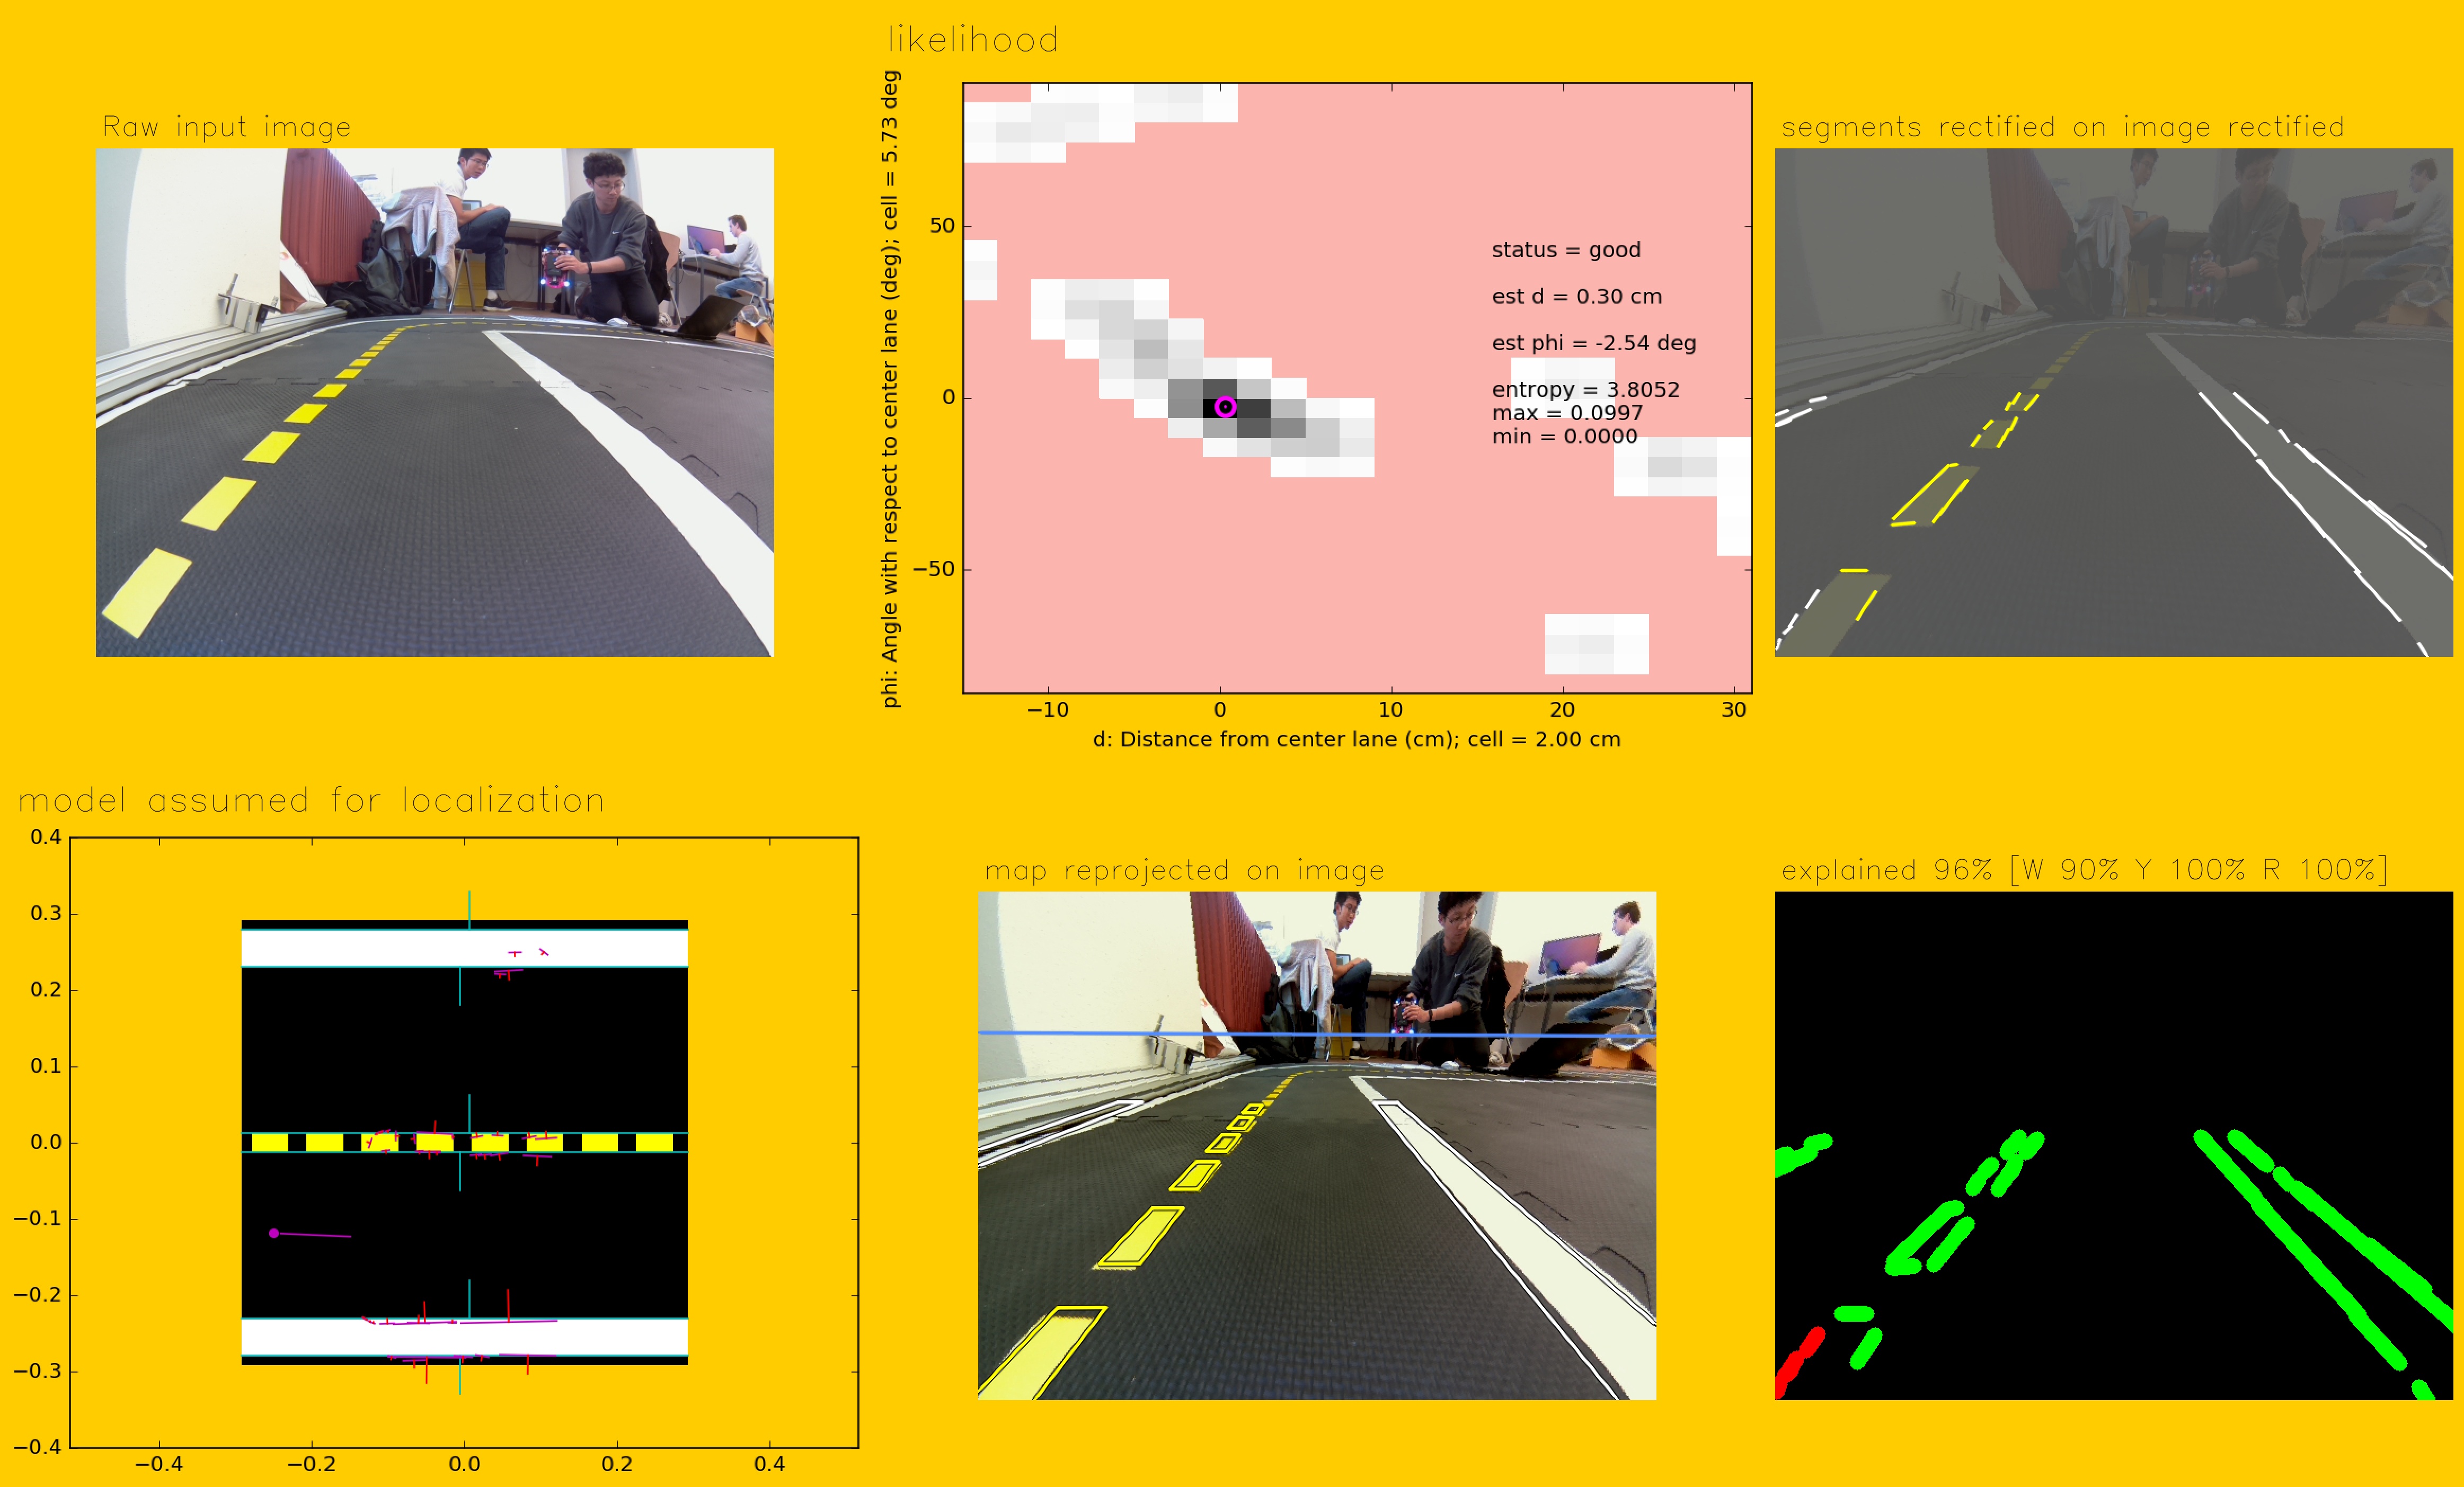 likelihood
Raw input image
segments rectified on image rectified
phi: Angle with respect to center lane (deg); cell = 5.73 deg
50
0
−50
status = good
est d = 0.30 cm
est phi = -2.54 deg
entropy = 3.8052
max = 0.0997
min = 0.0000
−10
0
10
20
30
d: Distance from center lane (cm); cell = 2.00 cm
model assumed for localization
0.4
0.3
0.2
0.1
0.0
−0.1
−0.2
−0.3
−0.4
−0.4
−0.2
0.0
0.2
0.4
map reprojected on image
explained 96% [W 90% Y 100% R 100%]